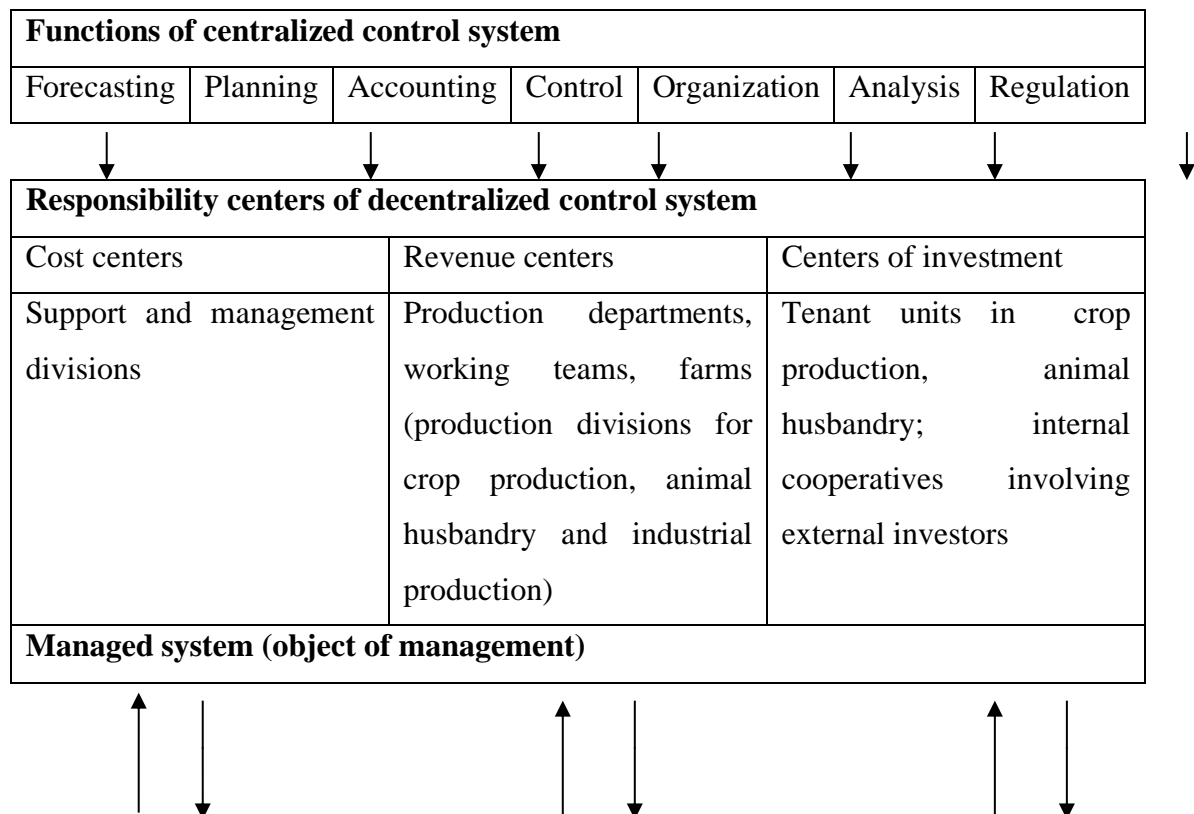 Functions of centralized control system
Forecasting Planning Accounting Control Organization Analysis Regulation
Responsibility centers of decentralized control system
Cost centers
Revenue centers
Centers of investment
Support and management
divisions
Production departments,
working teams, farms
(production divisions for
crop production, animal
husbandry and industrial
production)
Tenant units in crop
production, animal
husbandry; internal
cooperatives involving
external investors
Managed system (object of management)